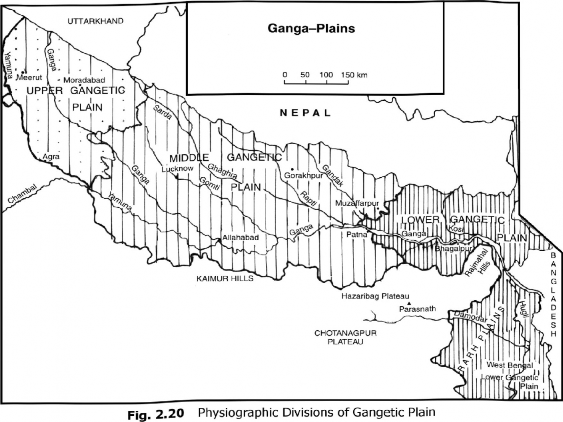 Ganga–Plains
0 50 100 150 km
UTTARKHAND
NEPAL
BANGLADESH
Yamuna
Ganga
Meerut
Moradabad
UPPER GANGETIC
PLAIN
Agra
Chambal
Yamuna
Ganga
Sarda
MIDDLE GANGETIC
PLAIN
Lucknow
Ghaghra
Gomti
Gorakhpur
Rapti
Gandak
Muzaffarpur
Allahabad
Ganga
Patna
KAIMUR HILLS
LOWER GANGETIC
PLAIN
Ganga
Kosi
Bhagalpur
Rajmahal
Hills
Hazaribag Plateau
Parasnath
CHOTANAGPUR
PLATEAU
Damodar
Hugli
RARH PLAINS
West Bengal
Lower Gangetic
Plain
Fig. 2.20 Physiographic Divisions of Gangetic Plain